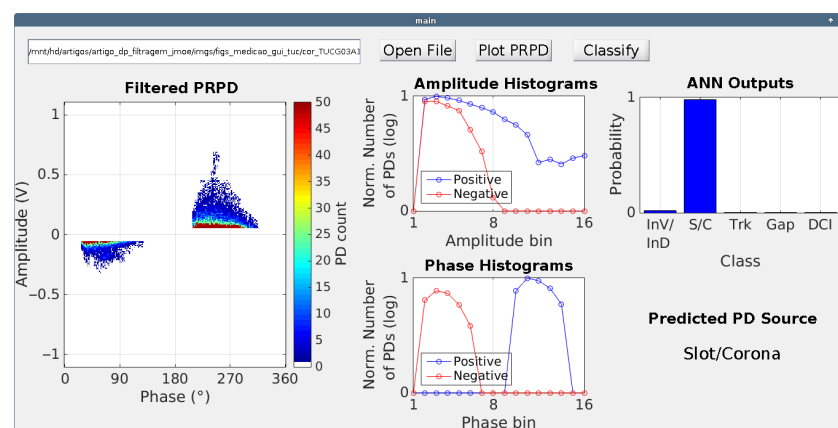 main
/mnt/hd/artigos/artigo_dp_filtragem_jmoe/imgs/figs_medicao_gui_tuc/cor_TUCG03A1
Open File
Plot PRPD
Classify
Filtered PRPD
Amplitude (V)
1
0.5
0
−0.5
−1
0 90 180 270 360
Phase (°)
50
45
40
35
30
25
20
15
10
5
0
PD count
Amplitude Histograms
Norm. Number
of PDs (log)
1
0
Positive
Negative
1 8 16
Amplitude bin
Phase Histograms
Norm. Number
of PDs (log)
1
0
Positive
Negative
1 8 16
Phase bin
ANN Outputs
Probability
1
0
InV/
InD
S/C
Trk
Gap
DCI
Class
Predicted PD Source
Slot/Corona